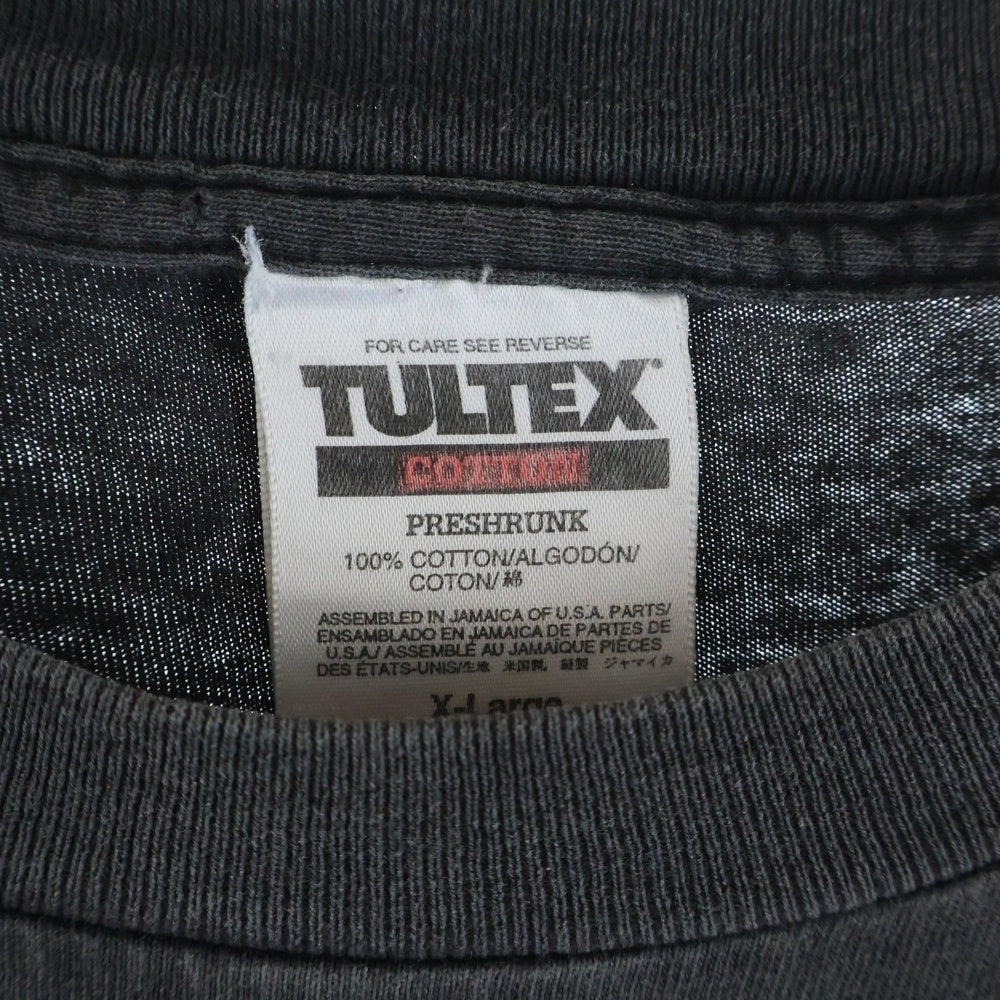 FOR CARE SEE REVERSE
TULTEX®
COTTON
PRESHRUNK
100% COTTON/ALGODÓN/
COTON/綿
ASSEMBLED IN JAMAICA OF U.S.A. PARTS/
ENSAMBLADO EN JAMAICA DE PARTES DE
U.S.A./ ASSEMBLÉ AU JAMAÏQUE PIÈCES
DES ÉTATS-UNIS/生地 米国製, 縫製 ジャマイカ
X-Large